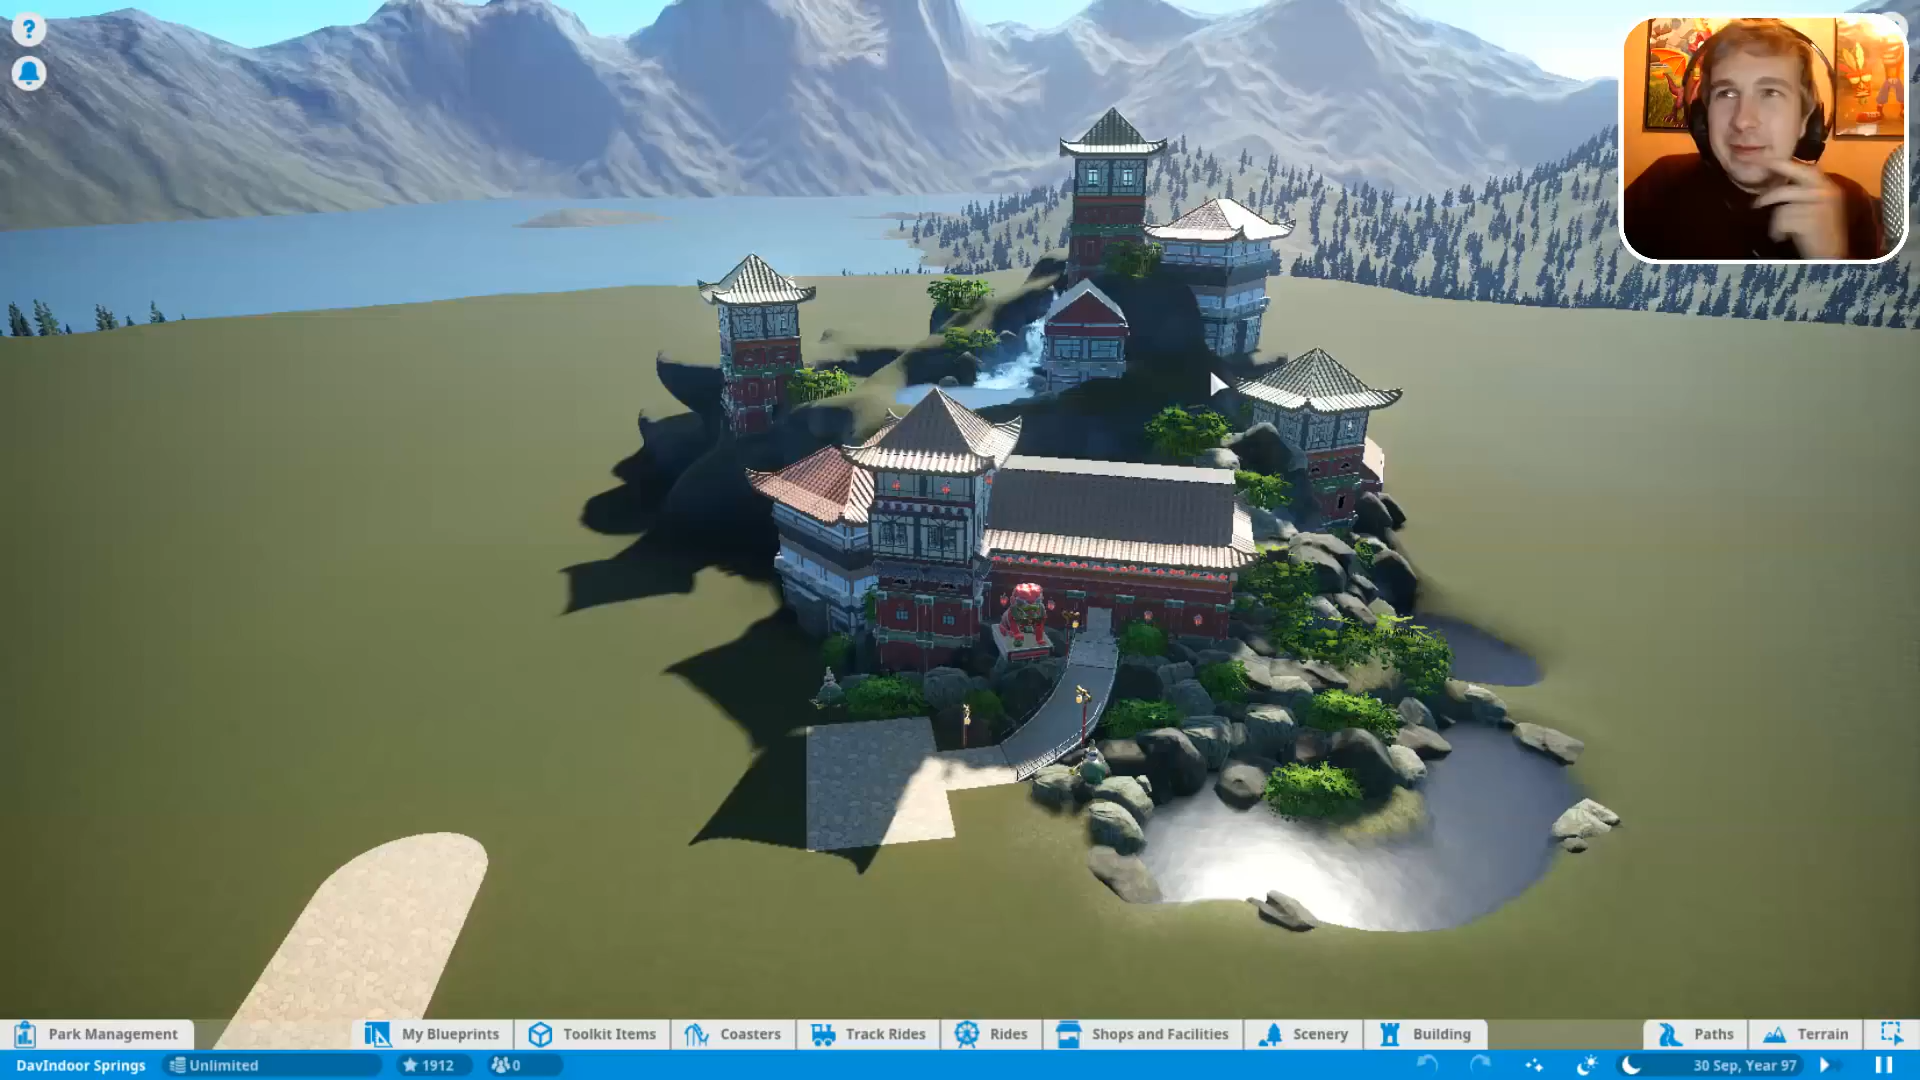 ?
Park Management
My Blueprints
Toolkit Items
Coasters
Track Rides
Rides
Shops and Facilities
Scenery
Building
Paths
Terrain
DavIndoor Springs
Unlimited
1912
0
30 Sep, Year 97